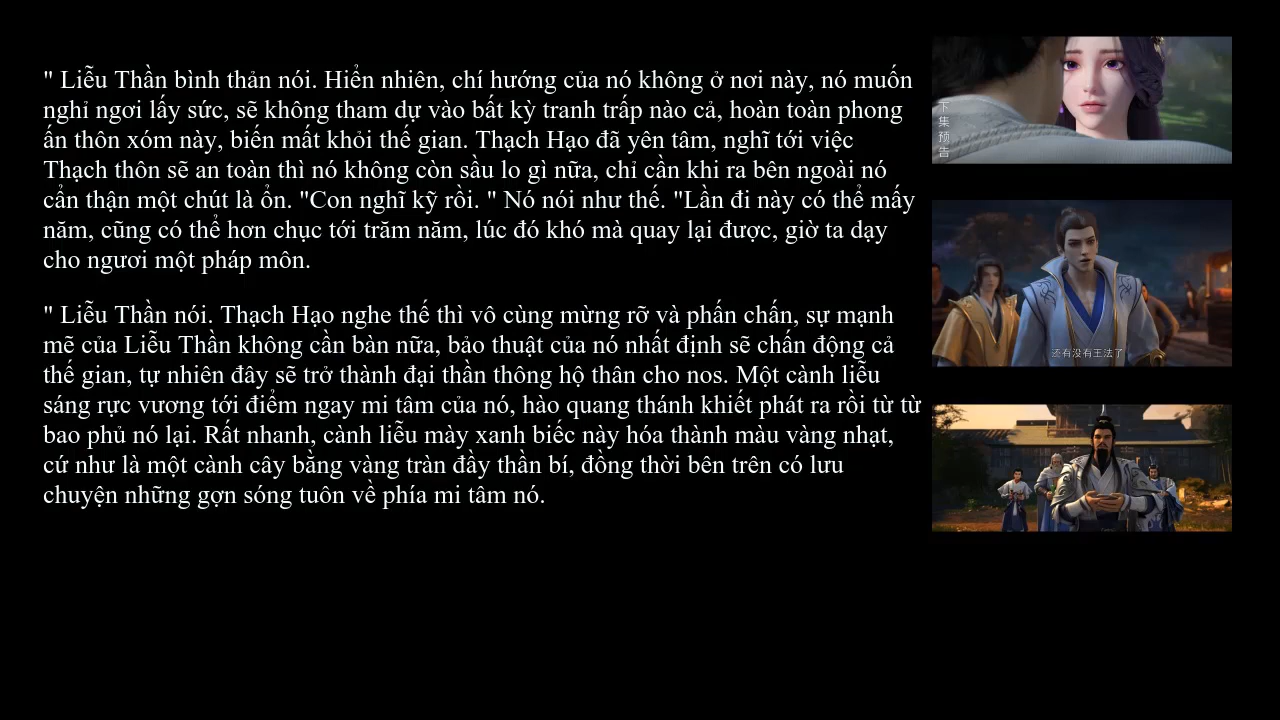 " Liễu Thần bình thản nói. Hiển nhiên, chí hướng của nó không ở nơi này, nó muốn
nghỉ ngơi lấy sức, sẽ không tham dự vào bất kỳ tranh trấp nào cả, hoàn toàn phong
ấn thôn xóm này, biến mất khỏi thế gian. Thạch Hạo đã yên tâm, nghĩ tới việc
Thạch thôn sẽ an toàn thì nó không còn sầu lo gì nữa, chỉ cần khi ra bên ngoài nó
cẩn thận một chút là ổn. "Con nghĩ kỹ rồi. " Nó nói như thế. "Lần đi này có thể mấy
năm, cũng có thể hơn chục tới trăm năm, lúc đó khó mà quay lại được, giờ ta dạy
cho ngươi một pháp môn.
" Liễu Thần nói. Thạch Hạo nghe thế thì vô cùng mừng rỡ và phấn chấn, sự mạnh
mẽ của Liễu Thần không cần bàn nữa, bảo thuật của nó nhất định sẽ chấn động cả
thế gian, tự nhiên đây sẽ trở thành đại thần thông hộ thân cho nos. Một cành liễu
sáng rực vương tới điểm ngay mi tâm của nó, hào quang thánh khiết phát ra rồi từ từ
bao phủ nó lại. Rất nhanh, cành liễu mày xanh biếc này hóa thành màu vàng nhạt,
cứ như là một cành cây bằng vàng tràn đầy thần bí, đồng thời bên trên có lưu
chuyện những gợn sóng tuôn về phía mi tâm nó.
下集预告
还有没有王法了